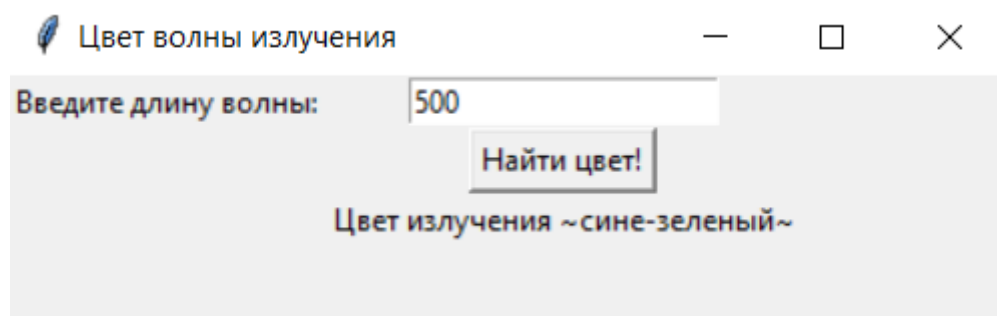 Цвет волны излучения
Введите длину волны: 500
Найти цвет!
Цвет излучения ~сине-зеленый~